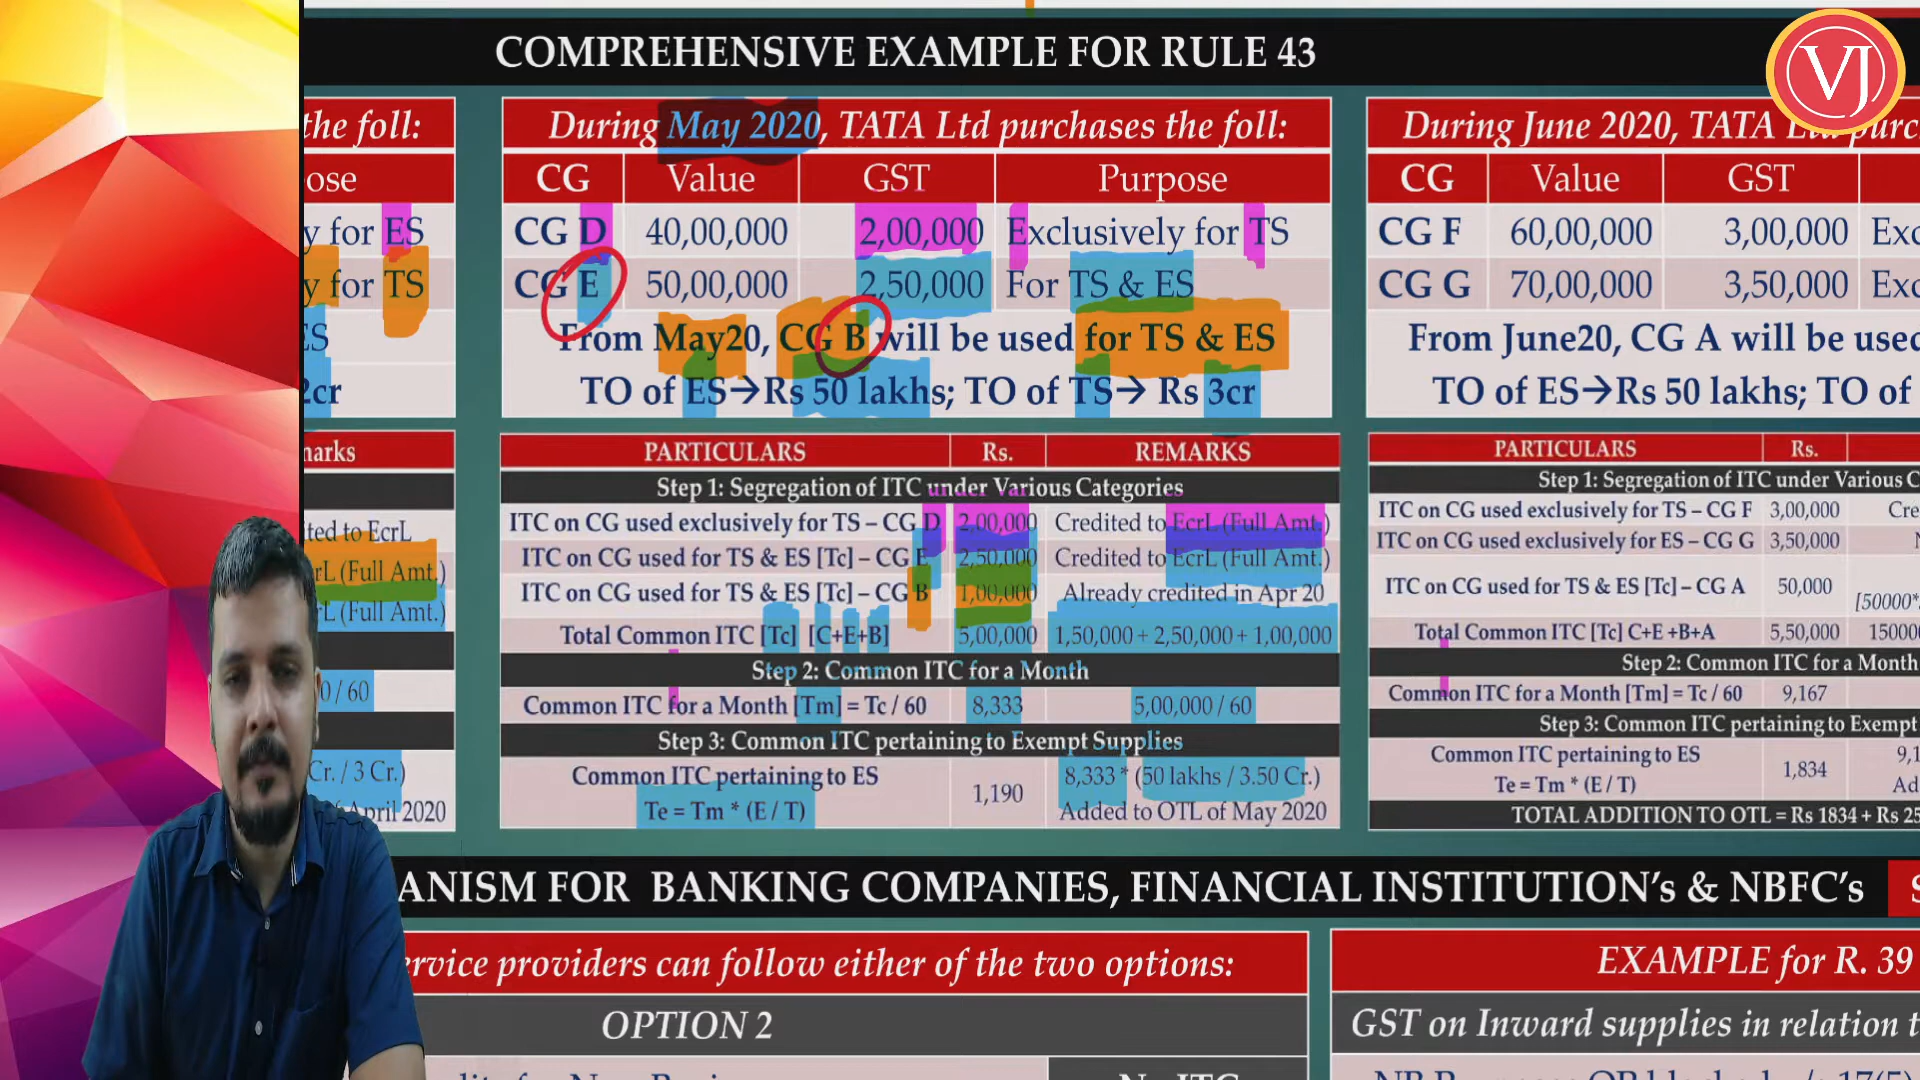 COMPREHENSIVE EXAMPLE FOR RULE 43
VJ
the foll:
ose
y for ES
y for TS
ES
2cr
marks
ited to EcrL
rL (Full Amt.)
rL (Full Amt.)
0 / 60
Cr. / 3 Cr.)
April 2020
During May 2020, TATA Ltd purchases the foll:
CG Value GST Purpose
CG D 40,00,000 2,00,000 Exclusively for TS
CG E 50,00,000 2,50,000 For TS & ES
From May20, CG B will be used for TS & ES
TO of ES→Rs 50 lakhs; TO of TS→ Rs 3cr
PARTICULARS Rs. REMARKS
Step 1: Segregation of ITC under Various Categories
ITC on CG used exclusively for TS – CG D 2,00,000 Credited to EcrL (Full Amt.)
ITC on CG used for TS & ES [Tc] – CG E 2,50,000 Credited to EcrL (Full Amt.)
ITC on CG used for TS & ES [Tc] – CG B 1,00,000 Already credited in Apr 20
Total Common ITC [Tc] [C+E+B] 5,00,000 1,50,000 + 2,50,000 + 1,00,000
Step 2: Common ITC for a Month
Common ITC for a Month [Tm] = Tc / 60 8,333 5,00,000 / 60
Step 3: Common ITC pertaining to Exempt Supplies
Common ITC pertaining to ES
Te = Tm * (E / T) 1,190 8,333 * (50 lakhs / 3.50 Cr.)
Added to OTL of May 2020
During June 2020, TATA Ltd purc
CG Value GST
CG F 60,00,000 3,00,000 Exc
CG G 70,00,000 3,50,000 Exc
From June20, CG A will be used
TO of ES→Rs 50 lakhs; TO of
PARTICULARS Rs.
Step 1: Segregation of ITC under Various C
ITC on CG used exclusively for TS – CG F 3,00,000 Cre
ITC on CG used exclusively for ES – CG G 3,50,000
ITC on CG used for TS & ES [Tc] – CG A 50,000
[50000*
Total Common ITC [Tc] C+E +B+A 5,50,000 15000
Step 2: Common ITC for a Month
Common ITC for a Month [Tm] = Tc / 60 9,167
Step 3: Common ITC pertaining to Exempt
Common ITC pertaining to ES 9,1
Te = Tm * (E / T) 1,834 Ad
TOTAL ADDITION TO OTL = Rs 1834 + Rs 25
ANISM FOR BANKING COMPANIES, FINANCIAL INSTITUTION's & NBFC's
ervice providers can follow either of the two options:
OPTION 2
EXAMPLE for R. 39
GST on Inward supplies in relation t